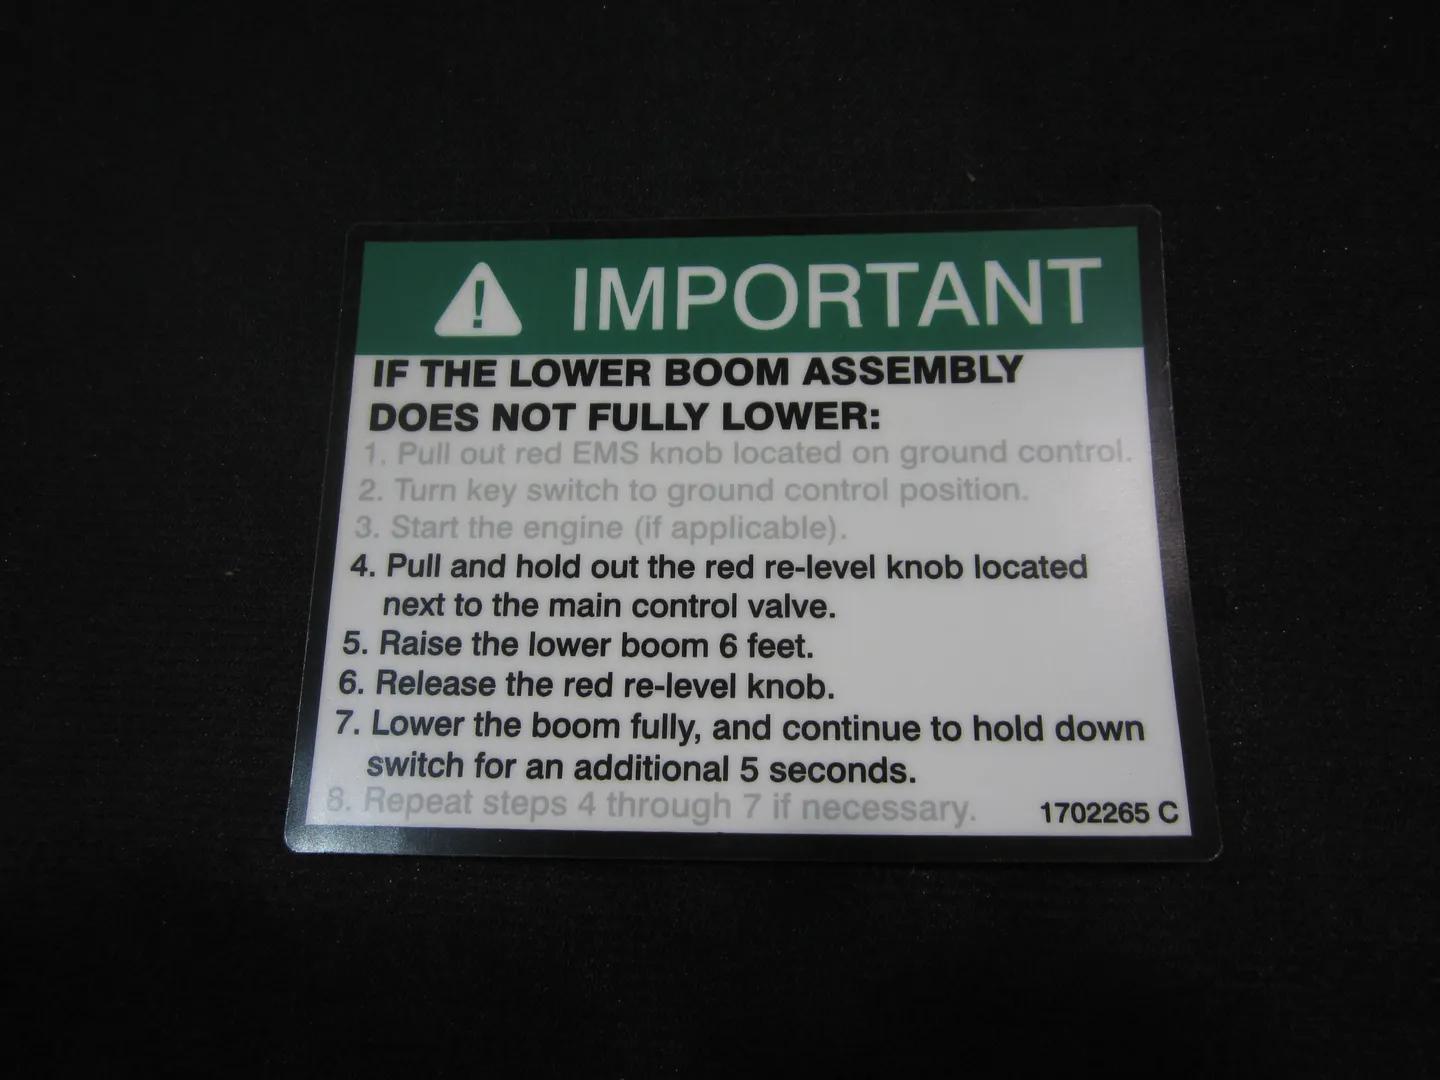 IMPORTANT
IF THE LOWER BOOM ASSEMBLY
DOES NOT FULLY LOWER:
1. Pull out red EMS knob located on ground control.
2. Turn key switch to ground control position.
3. Start the engine (if applicable).
4. Pull and hold out the red re-level knob located
next to the main control valve.
5. Raise the lower boom 6 feet.
6. Release the red re-level knob.
7. Lower the boom fully, and continue to hold down
switch for an additional 5 seconds.
8. Repeat steps 4 through 7 if necessary.
1702265 C